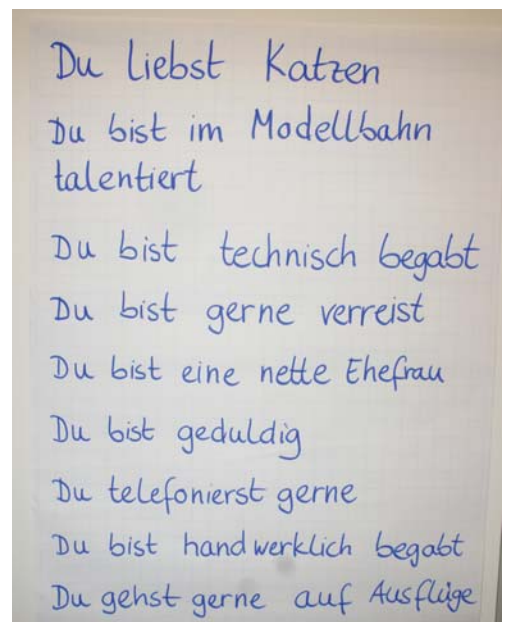 Du liebst Katzen
Du bist im Modellbahn
talentiert
Du bist technisch begabt
Du bist gerne verreist
Du bist eine nette Ehefrau
Du bist geduldig
Du telefonierst gerne
Du bist handwerklich begabt
Du gehst gerne auf Ausflüge